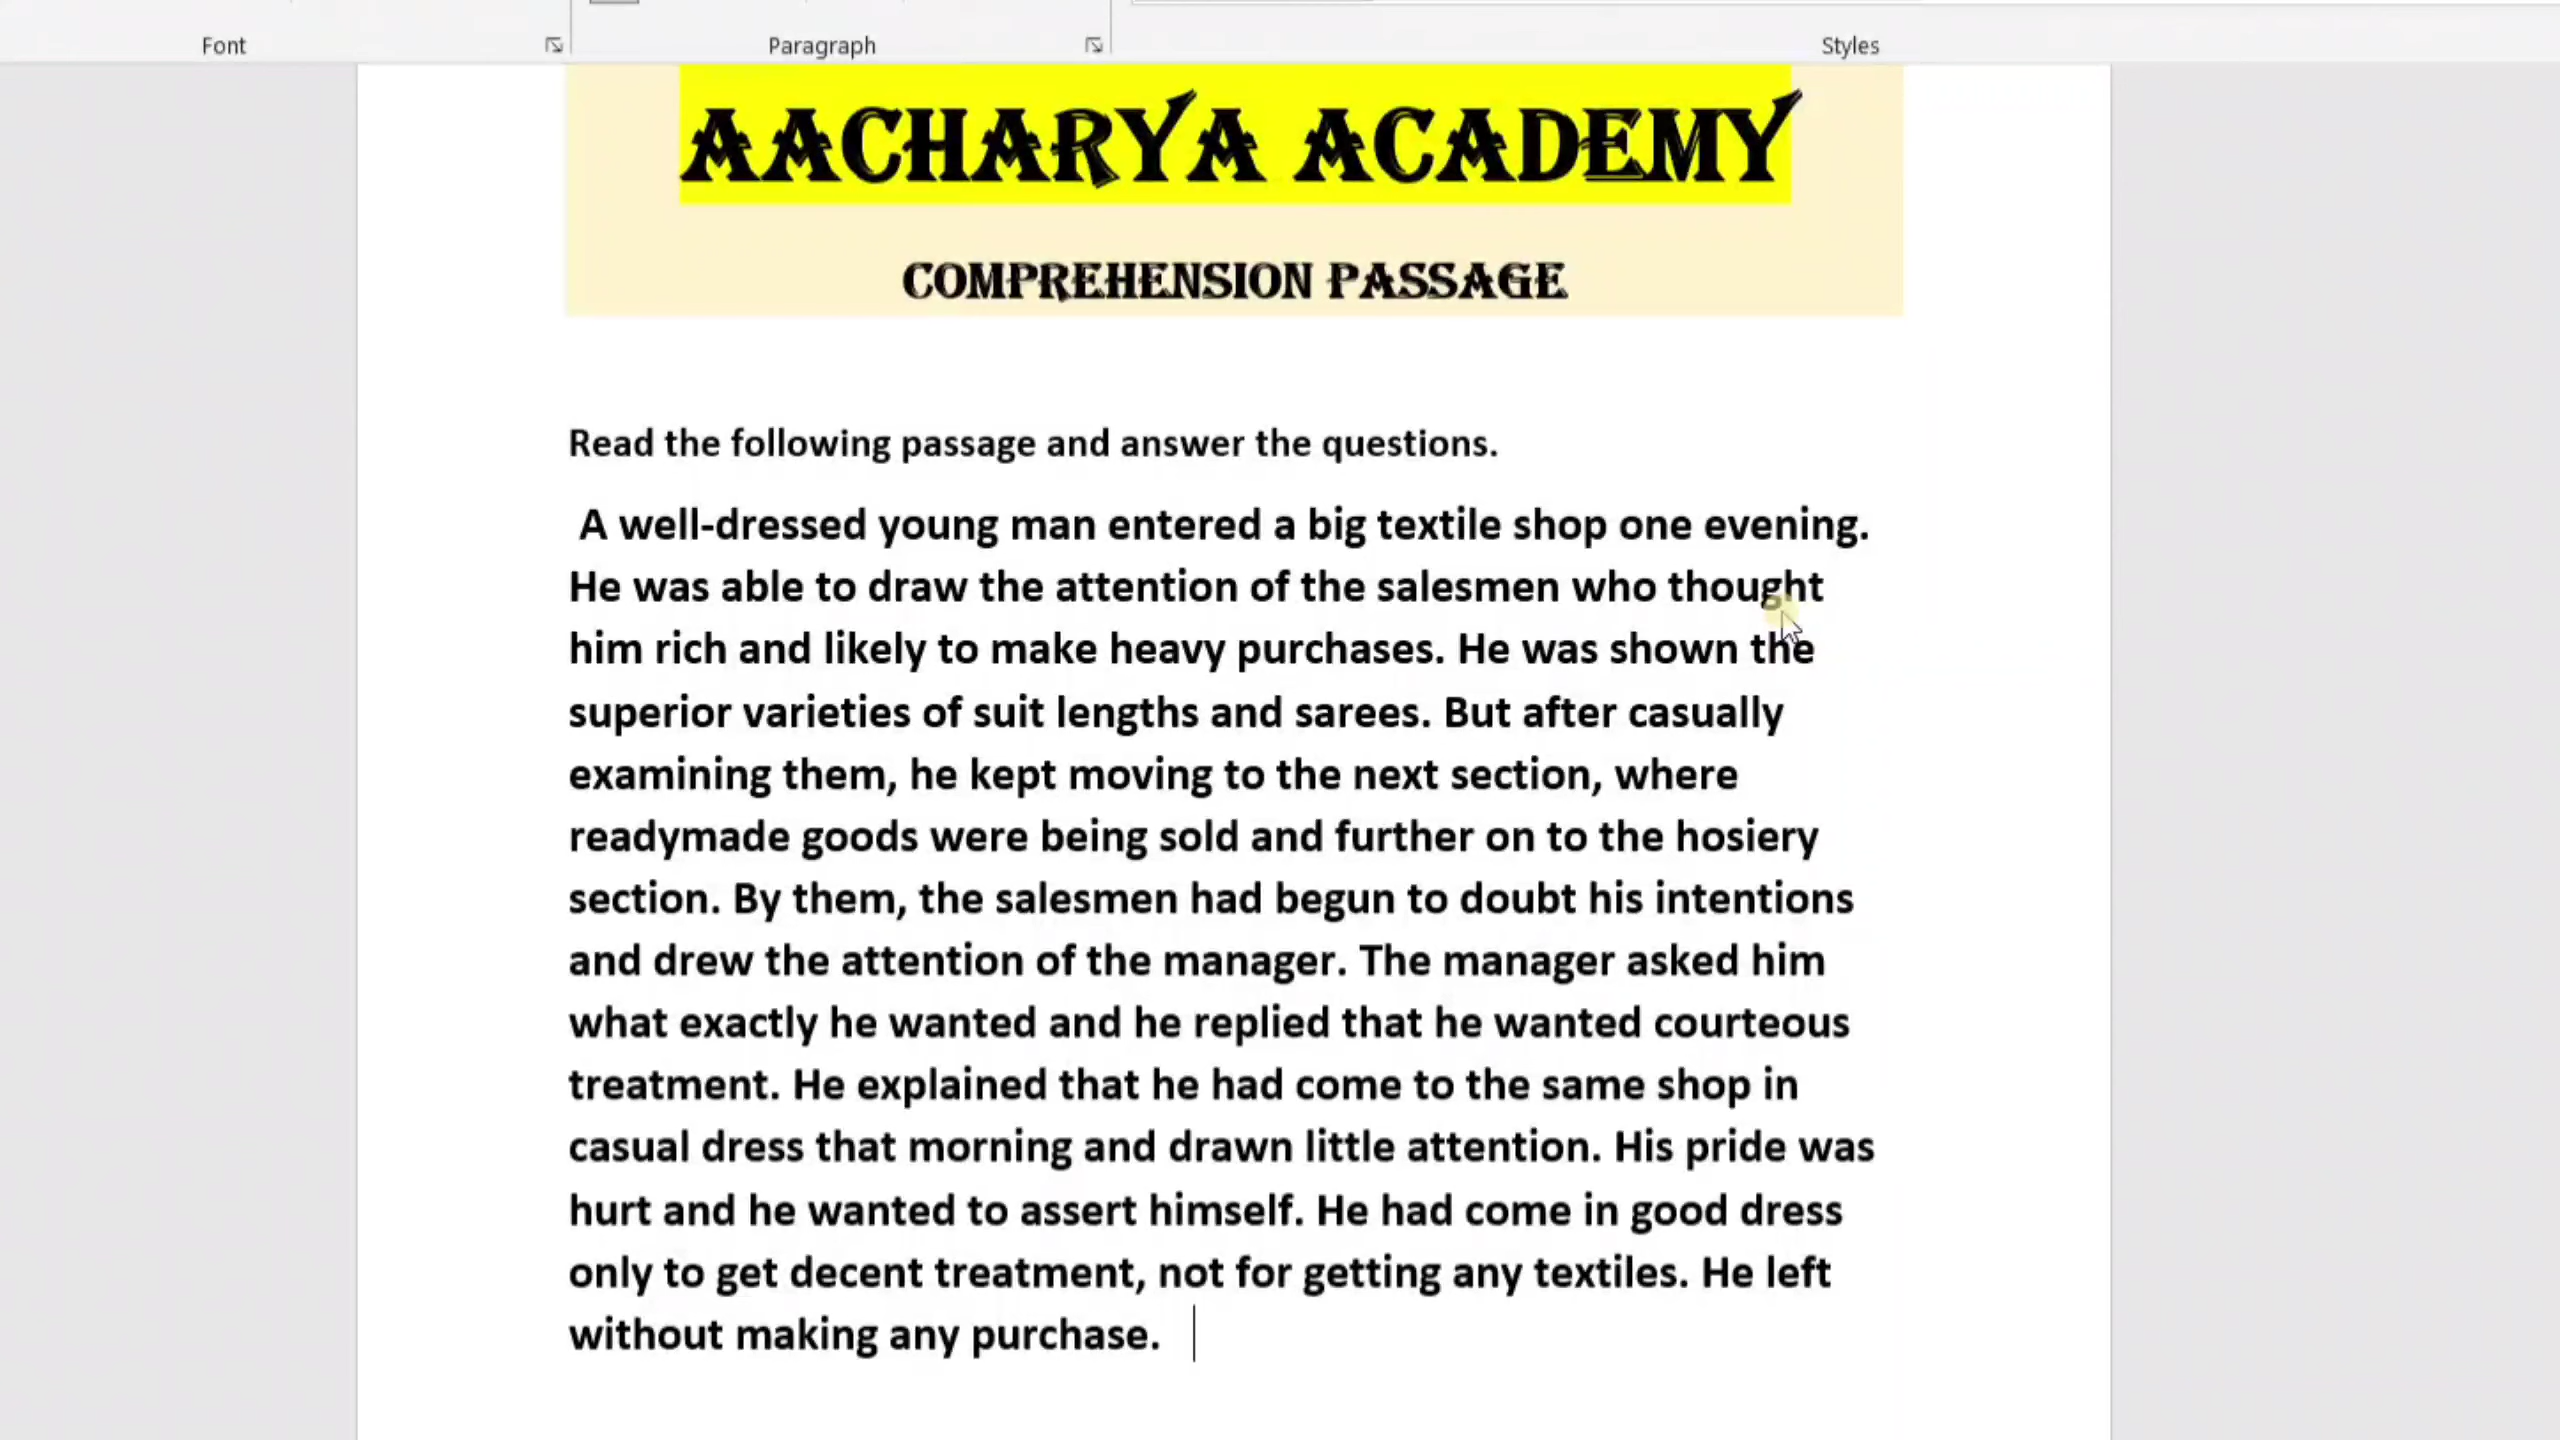 Font Paragraph Styles
AACHARYA ACADEMY
COMPREHENSION PASSAGE
Read the following passage and answer the questions.
A well-dressed young man entered a big textile shop one evening.
He was able to draw the attention of the salesmen who thought
him rich and likely to make heavy purchases. He was shown the
superior varieties of suit lengths and sarees. But after casually
examining them, he kept moving to the next section, where
readymade goods were being sold and further on to the hosiery
section. By them, the salesmen had begun to doubt his intentions
and drew the attention of the manager. The manager asked him
what exactly he wanted and he replied that he wanted courteous
treatment. He explained that he had come to the same shop in
casual dress that morning and drawn little attention. His pride was
hurt and he wanted to assert himself. He had come in good dress
only to get decent treatment, not for getting any textiles. He left
without making any purchase.